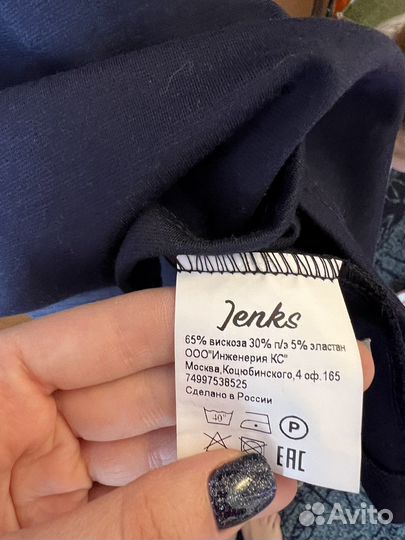 Jenks
65% вискоза 30% п/э 5% эластан
ООО"Инженерия КС"
Москва,Коцюбинского,4 оф.165
74997538525
Сделано в России
40° P
EAC
Avito